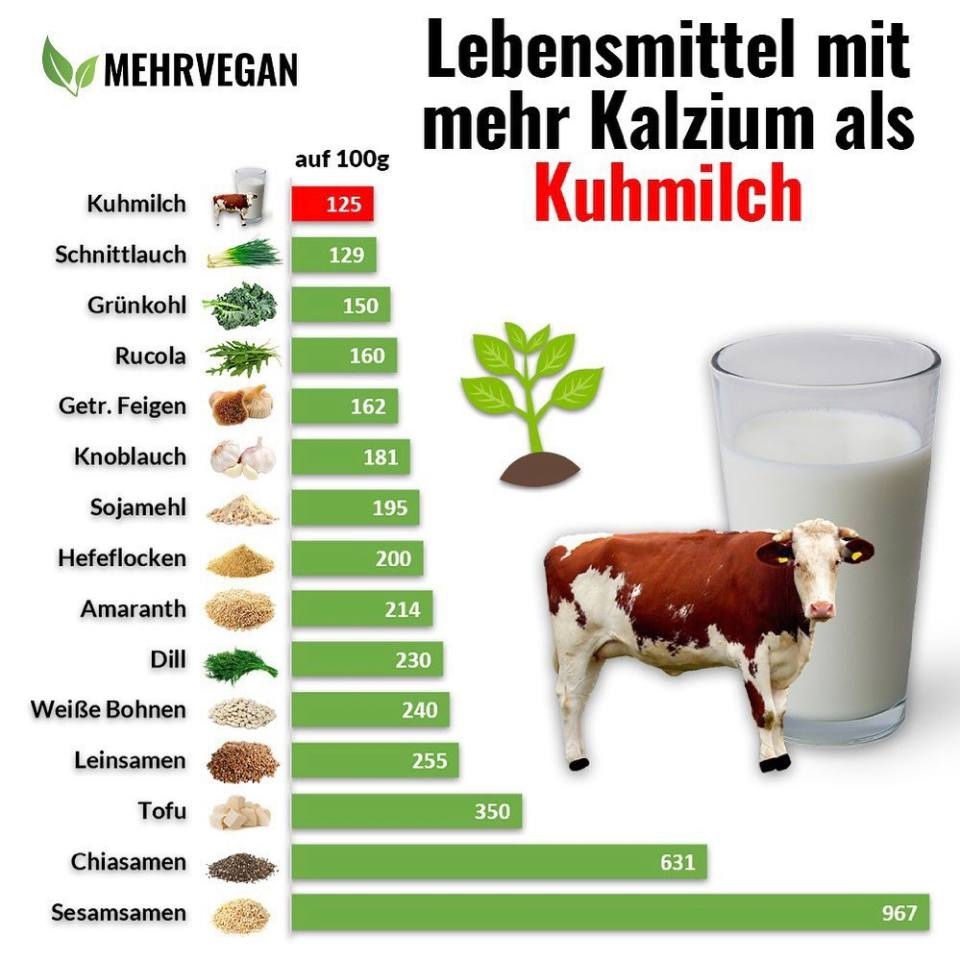 MEHRVEGAN
Lebensmittel mit
mehr Kalzium als
Kuhmilch
auf 100g
Kuhmilch 125
Schnittlauch 129
Grünkohl 150
Rucola 160
Getr. Feigen 162
Knoblauch 181
Sojamehl 195
Hefeflocken 200
Amaranth 214
Dill 230
Weiße Bohnen 240
Leinsamen 255
Tofu 350
Chiasamen 631
Sesamsamen 967